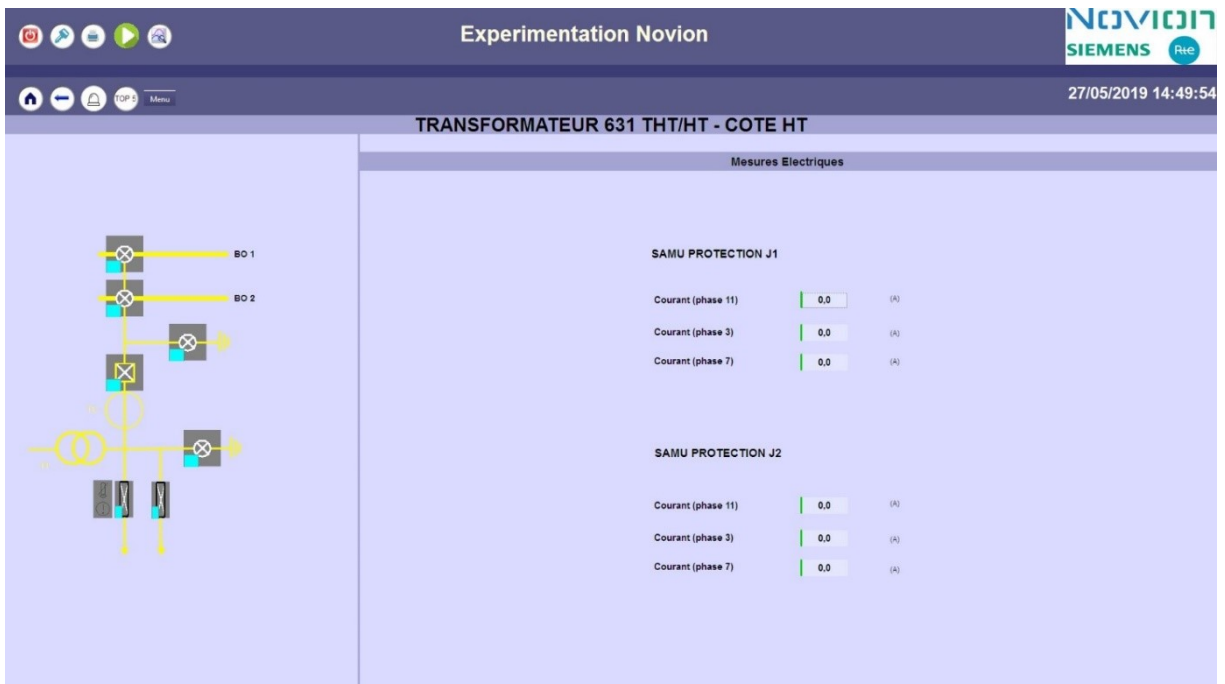 Experimentation Novion
NOVION
SIEMENS Rte
TOP 5 Menu
27/05/2019 14:49:54
TRANSFORMATEUR 631 THT/HT - COTE HT
Mesures Electriques
BO 1
BO 2
SAMU PROTECTION J1
Courant (phase 11) 0,0 (A)
Courant (phase 3) 0,0 (A)
Courant (phase 7) 0,0 (A)
SAMU PROTECTION J2
Courant (phase 11) 0,0 (A)
Courant (phase 3) 0,0 (A)
Courant (phase 7) 0,0 (A)